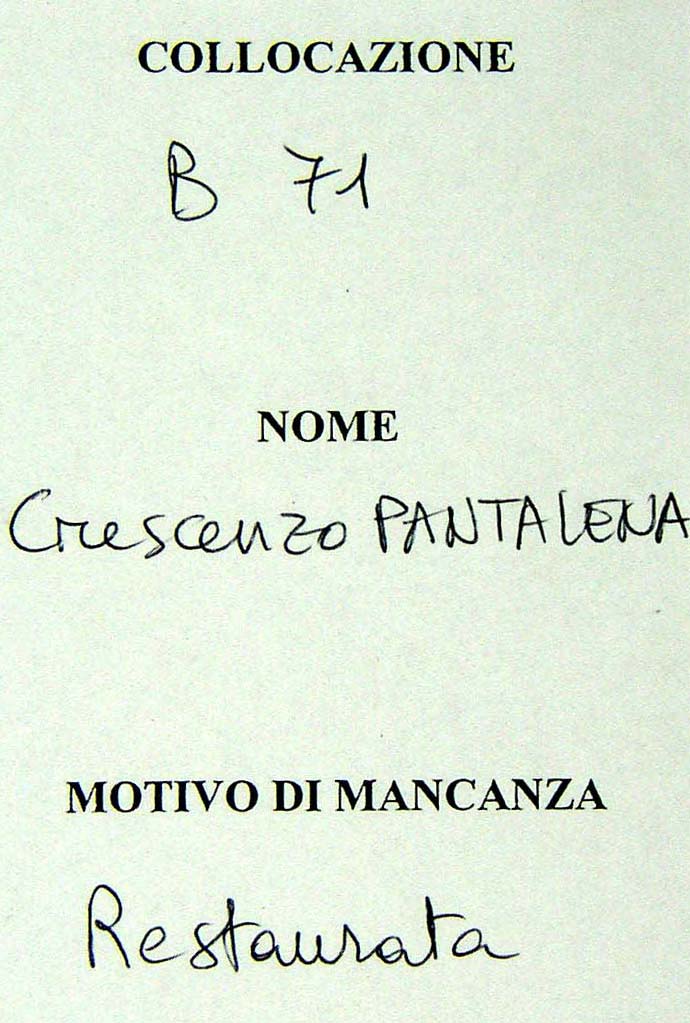 COLLOCAZIONE
B 71
NOME
Crescenzo PANTALENA
MOTIVO DI MANCANZA
Restaurata